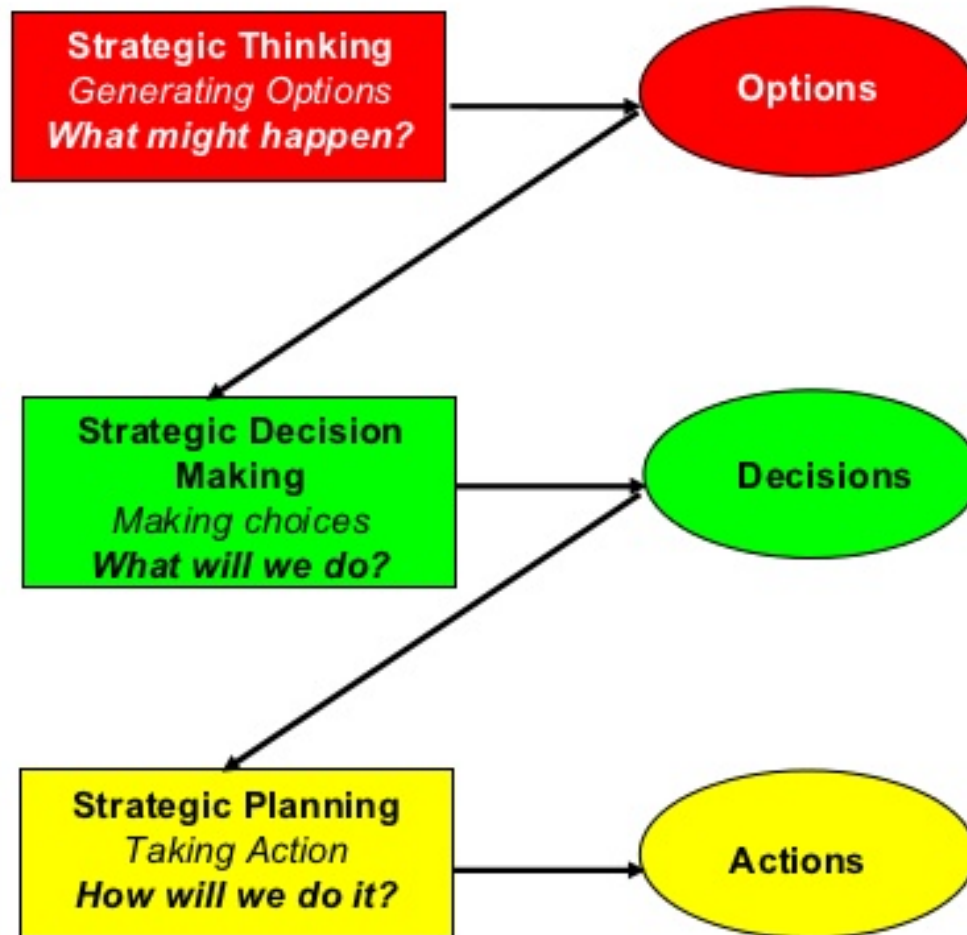 Strategic Thinking
Generating Options
What might happen?
Options
Strategic Decision
Making
Making choices
What will we do?
Decisions
Strategic Planning
Taking Action
How will we do it?
Actions